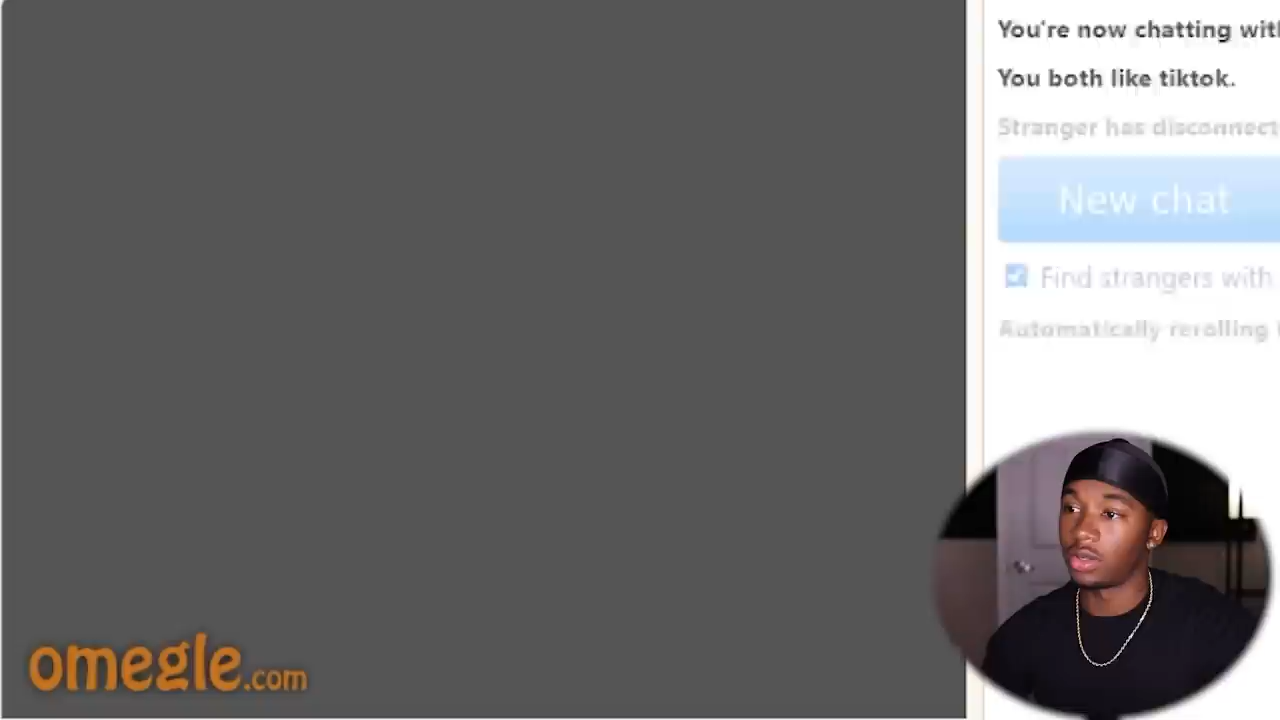 You're now chatting with
You both like tiktok.
Stranger has disconnect
New chat
Find strangers with
Automatically rerolling
omegle.com